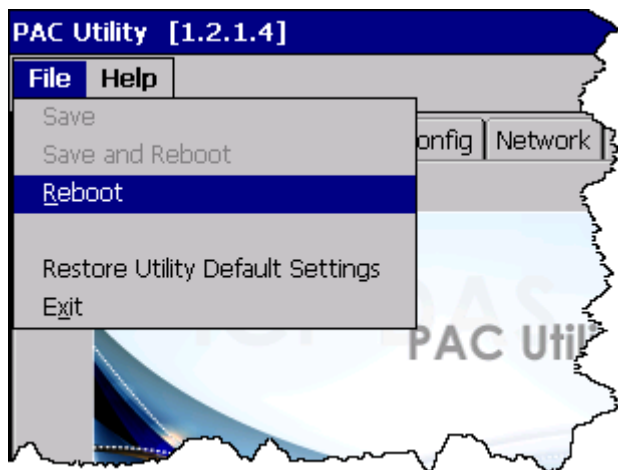 PAC Utility [1.2.1.4]
File Help
Save
Save and Reboot
onfig Network
Reboot
Restore Utility Default Settings
Exit
PAC Utili